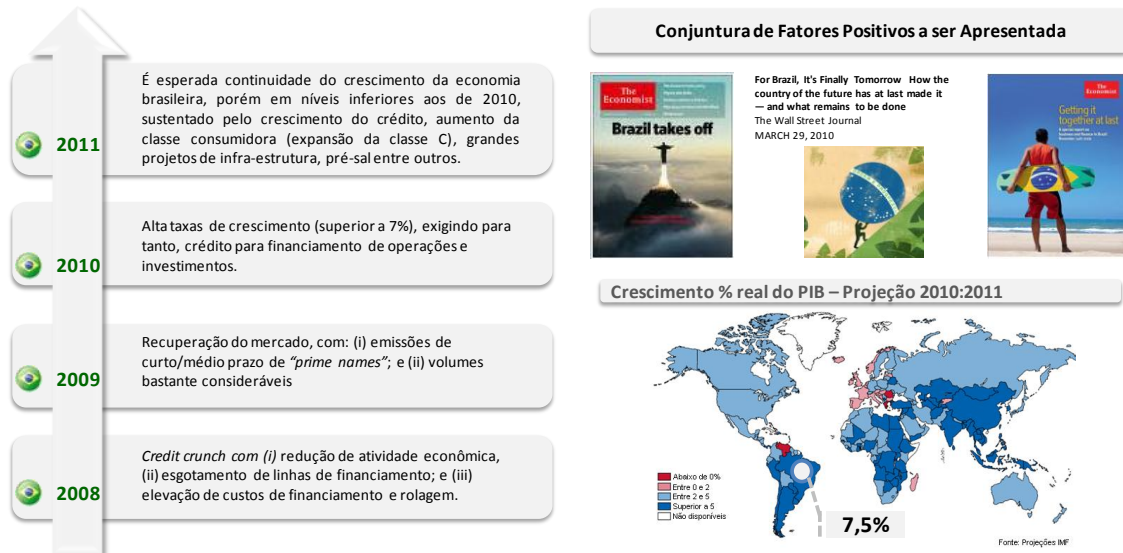 É esperada continuidade do crescimento da economia
brasileira, porém em níveis inferiores aos de 2010,
sustentado pelo crescimento do crédito, aumento da
classe consumidora (expansão da classe C), grandes
projetos de infra-estrutura, pré-sal entre outros.
2011
Alta taxas de crescimento (superior a 7%), exigindo para
tanto, crédito para financiamento de operações e
investimentos.
2010
Recuperação do mercado, com: (i) emissões de
curto/médio prazo de “prime names”; e (ii) volumes
bastante consideráveis
2009
Credit crunch com (i) redução de atividade econômica,
(ii) esgotamento de linhas de financiamento; e (iii)
elevação de custos de financiamento e rolagem.
2008
Conjuntura de Fatores Positivos a ser Apresentada
The
Economist
Brazil takes off
For Brazil, It's Finally Tomorrow How the
country of the future has at last made it
— and what remains to be done
The Wall Street Journal
MARCH 29, 2010
The
Economist
Getting it
together at last
Crescimento % real do PIB – Projeção 2010:2011
Abaixo de 0%
Entre 0 e 2
Entre 2 e 5
Superior a 5
Não disponíveis
7,5%
Fonte: Projeções IMF